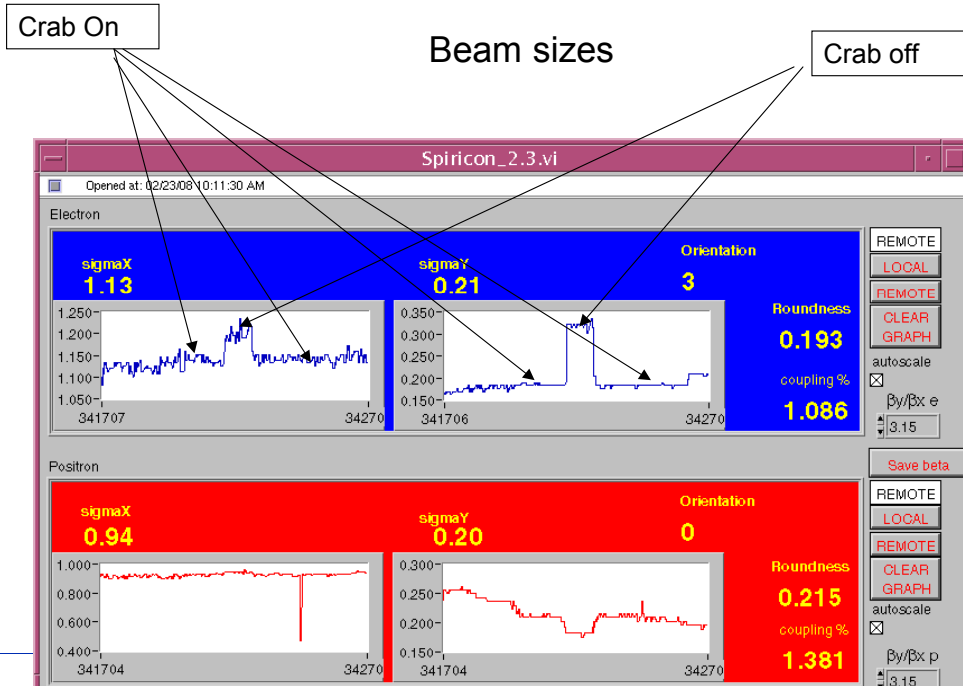 Crab On
Beam sizes
Crab off
Spiricon_2.3.vi
Opened at: 02/23/08 10:11:30 AM
Electron
sigmaX
1.13
sigmaY
0.21
Orientation
3
Roundness
0.193
coupling %
1.086
1.250
1.200
1.150
1.100
1.050
341707
34270
0.350
0.300
0.250
0.200
0.150
341706
34270
REMOTE
LOCAL
REMOTE
CLEAR
GRAPH
autoscale
βy/βx e
3.15
Save beta
Positron
sigmaX
0.94
sigmaY
0.20
Orientation
0
Roundness
0.215
coupling %
1.381
1.000
0.800
0.600
0.400
341704
34270
0.300
0.250
0.200
0.150
341704
34270
REMOTE
LOCAL
REMOTE
CLEAR
GRAPH
autoscale
βy/βx p
3.15